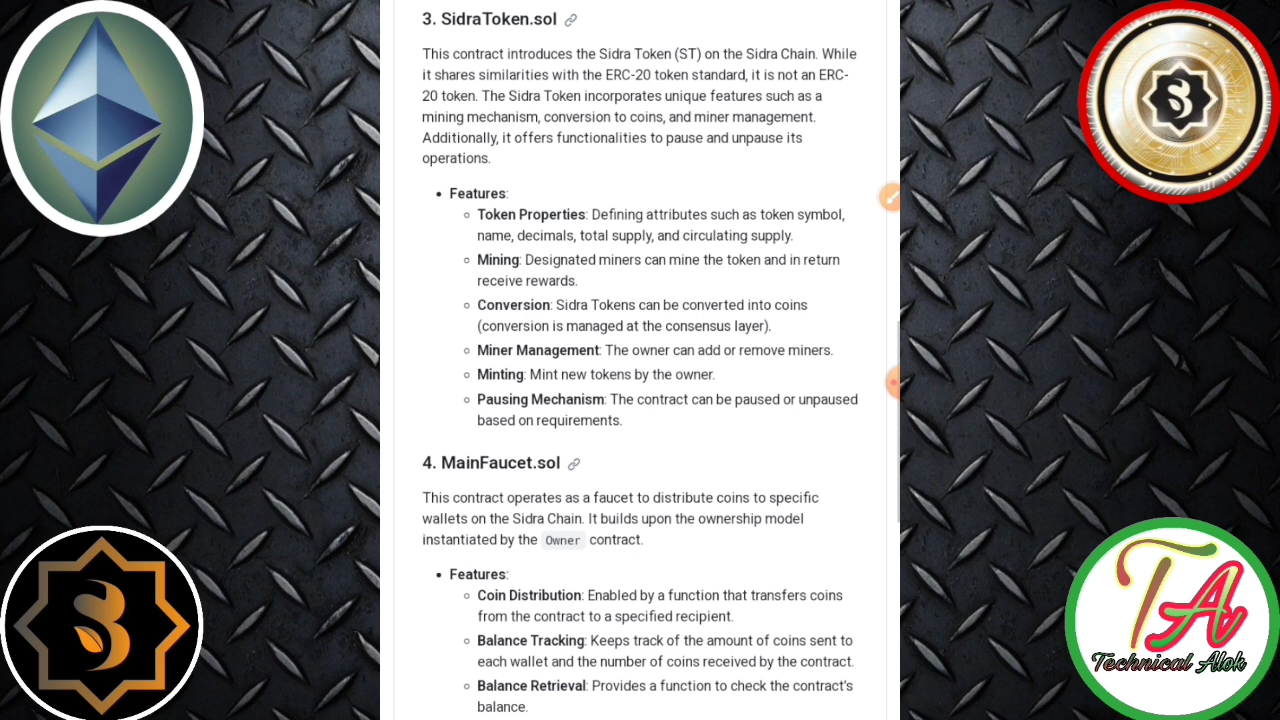 3. SidraToken.sol
This contract introduces the Sidra Token (ST) on the Sidra Chain. While
it shares similarities with the ERC-20 token standard, it is not an ERC-
20 token. The Sidra Token incorporates unique features such as a
mining mechanism, conversion to coins, and miner management.
Additionally, it offers functionalities to pause and unpause its
operations.
• Features:
◦ Token Properties: Defining attributes such as token symbol,
name, decimals, total supply, and circulating supply.
◦ Mining: Designated miners can mine the token and in return
receive rewards.
◦ Conversion: Sidra Tokens can be converted into coins
(conversion is managed at the consensus layer).
◦ Miner Management: The owner can add or remove miners.
◦ Minting: Mint new tokens by the owner.
◦ Pausing Mechanism: The contract can be paused or unpaused
based on requirements.
4. MainFaucet.sol
This contract operates as a faucet to distribute coins to specific
wallets on the Sidra Chain. It builds upon the ownership model
instantiated by the Owner contract.
• Features:
◦ Coin Distribution: Enabled by a function that transfers coins
from the contract to a specified recipient.
◦ Balance Tracking: Keeps track of the amount of coins sent to
each wallet and the number of coins received by the contract.
◦ Balance Retrieval: Provides a function to check the contract's
balance.
TA
Technical Alok